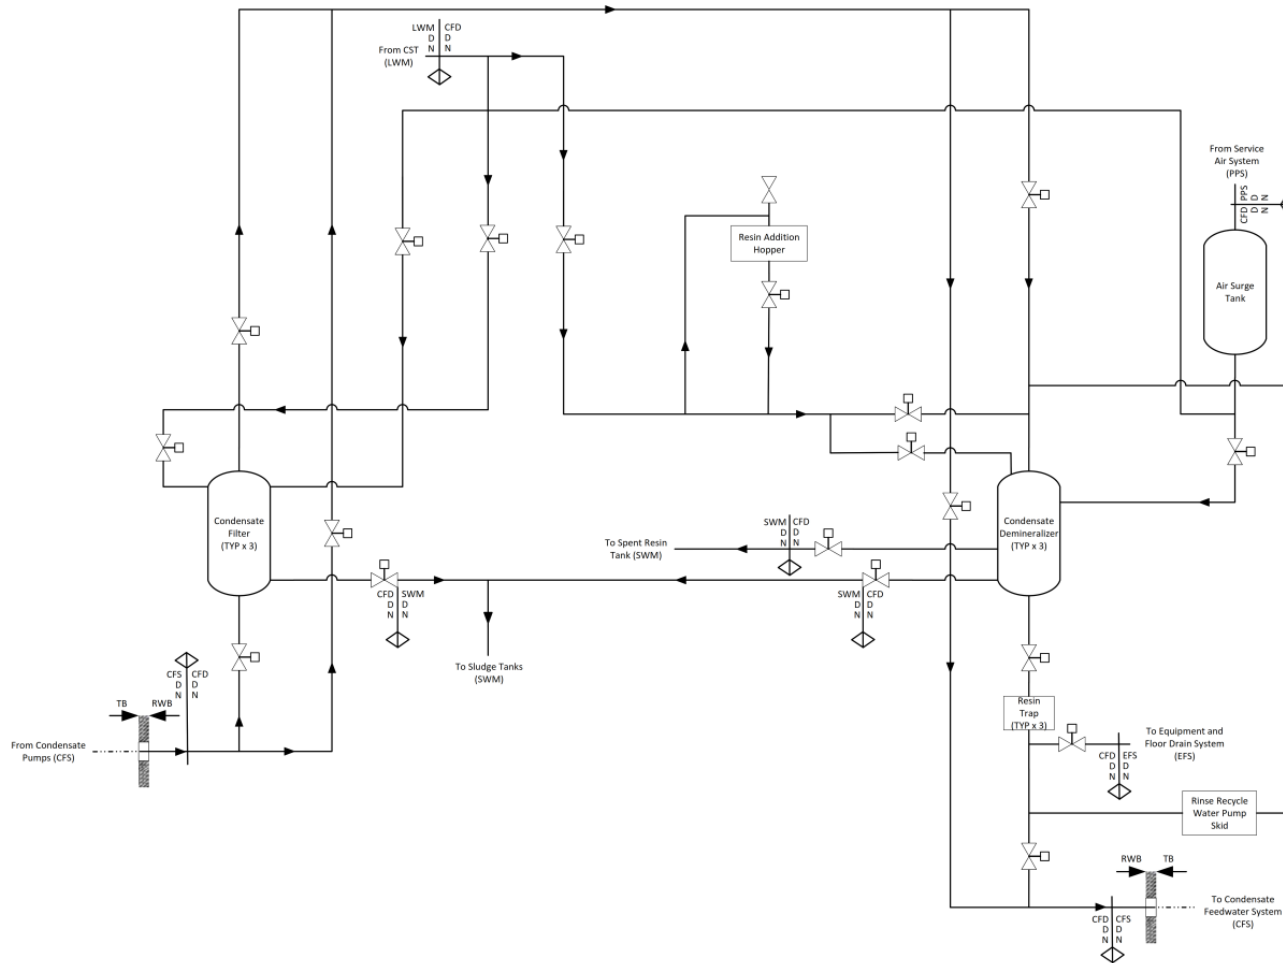 LWM CFD
D D
N N
From CST
(LWM)
From Service
Air System
(PPS)
CFD PPS
D D
N N
Resin Addition
Hopper
Air Surge
Tank
Condensate
Filter
(TYP x 3)
SWM CFD
D D
N N
To Spent Resin
Tank (SWM)
Condensate
Demineralizer
(TYP x 3)
CFD SWM
D D
N N
SWM CFD
D D
N N
To Sludge Tanks
(SWM)
CFS CFD
D D
N N
TB RWB
From Condensate
Pumps (CFS)
Resin
Trap
(TYP x 3)
To Equipment and
Floor Drain System
(EFS)
CFD EFS
D D
N N
Rinse Recycle
Water Pump
Skid
RWB TB
To Condensate
Feedwater System
(CFS)
CFD CFS
D D
N N